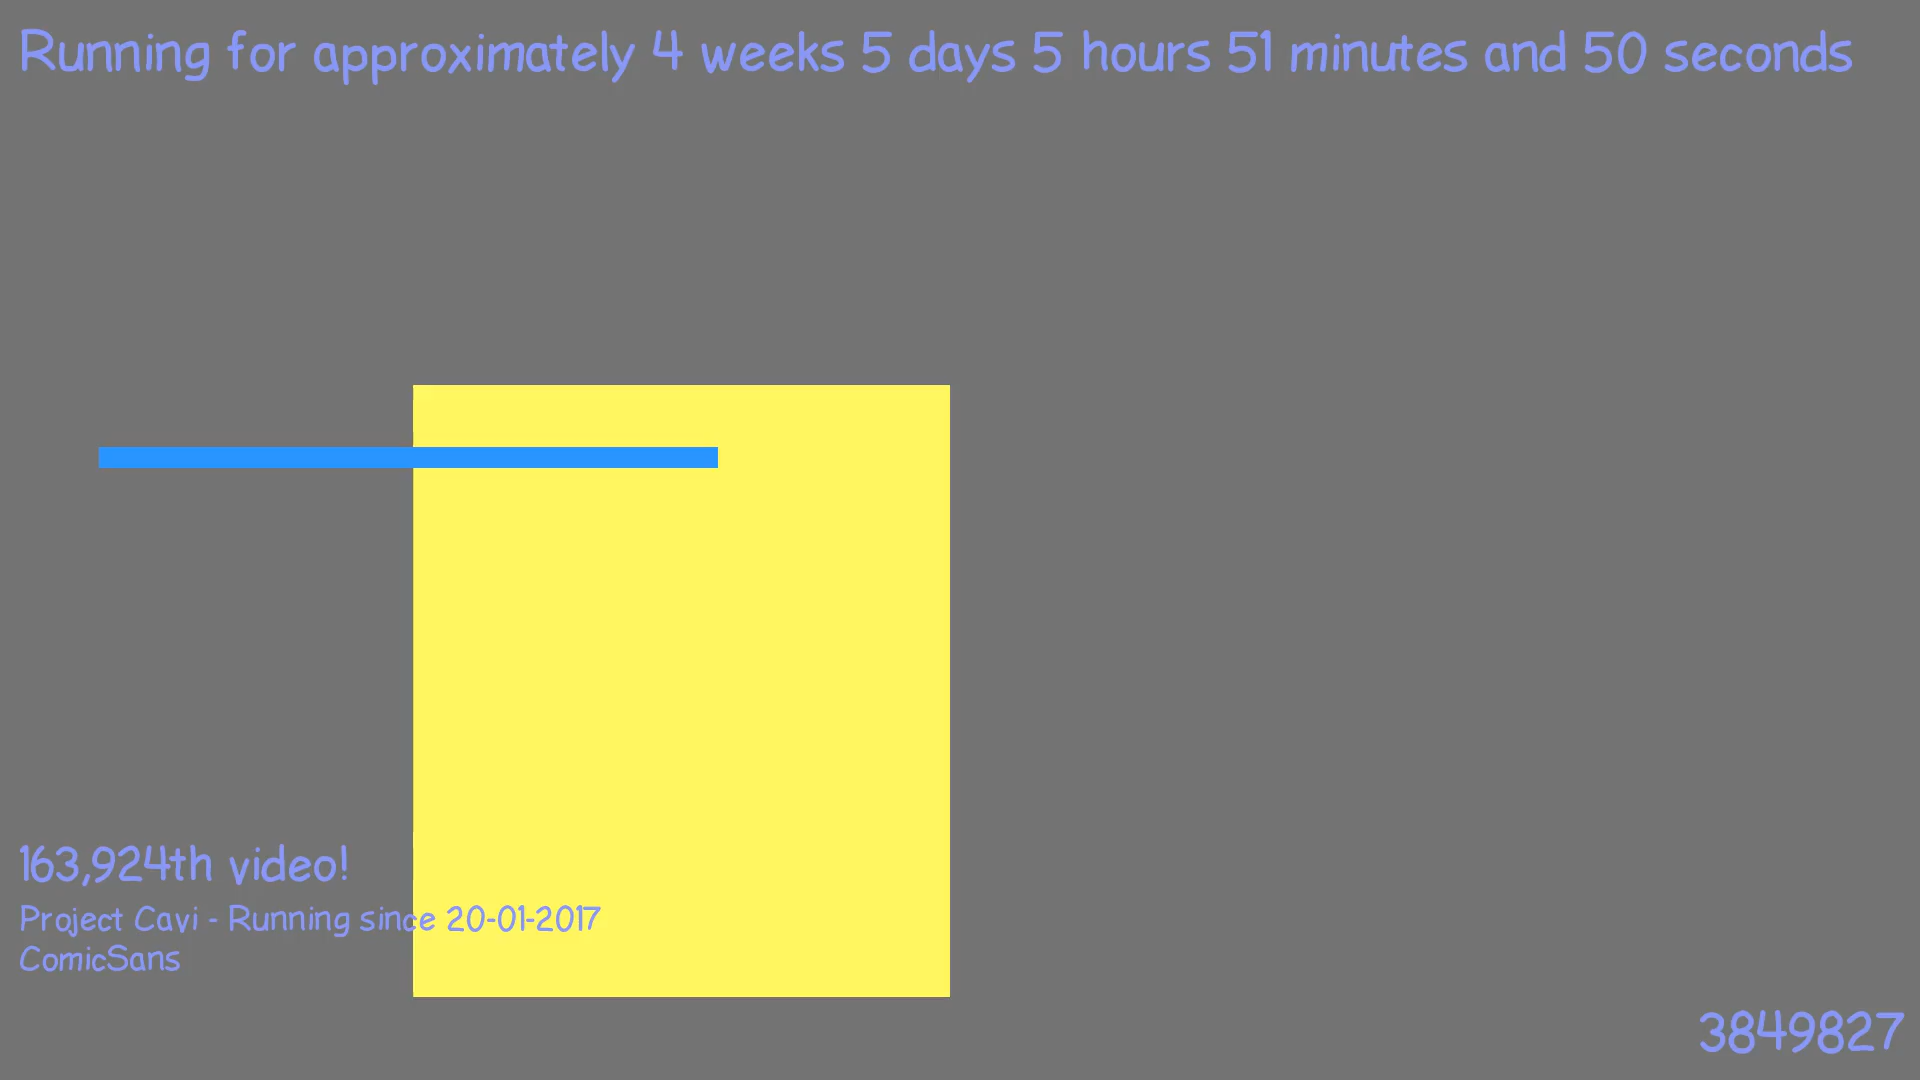 Running for approximately 4 weeks 5 days 5 hours 51 minutes and 50 seconds
163,924th video!
Project Cavi - Running since 20-01-2017
ComicSans
3849827